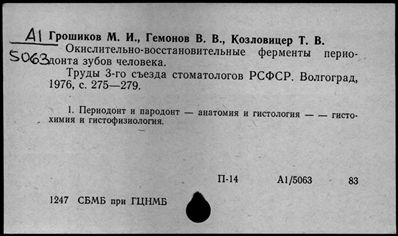 А1 Грошиков М. И., Гемонов В. В., Козловицер Т. В.
Окислительно-восстановительные ферменты перио-
5063 донта зубов человека.
Труды 3-го съезда стоматологов РСФСР. Волгоград,
1976, с. 275—279.
1. Периодонт и пародонт — анатомия и гистология — — гисто-
химия и гистофизиология.
П-14 А1/5063 83
1247 СБМБ при ГЦНМБ